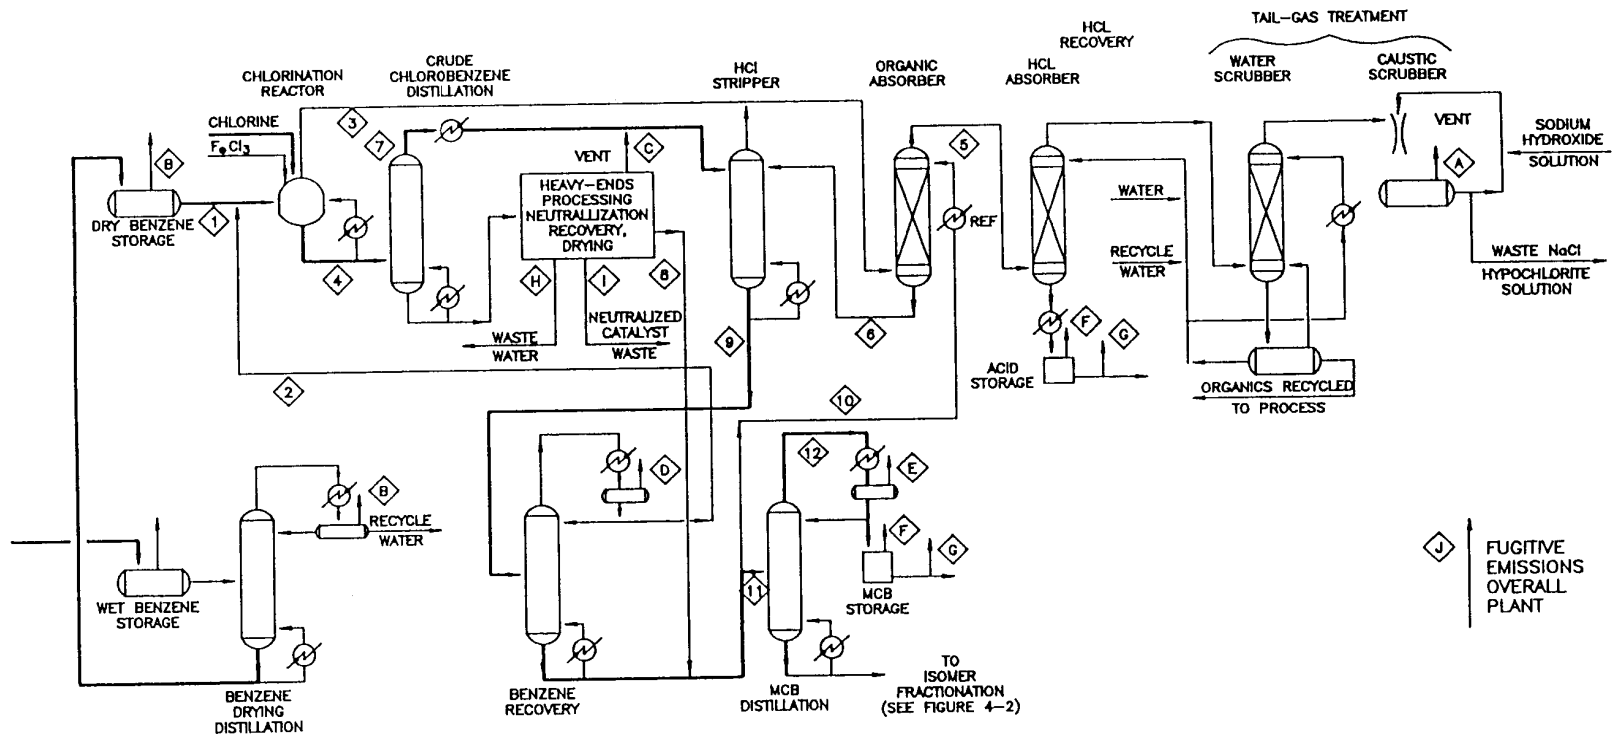 TAIL-GAS TREATMENT
HCL
RECOVERY
CHLORINATION
REACTOR
CRUDE
CHLOROBENZENE
DISTILLATION
HCl
STRIPPER
ORGANIC
ABSORBER
HCL
ABSORBER
WATER
SCRUBBER
CAUSTIC
SCRUBBER
CHLORINE
FeCl3
3
7
B
VENT
C
5
VENT
A
SODIUM
HYDROXIDE
SOLUTION
HEAVY-ENDS
PROCESSING
NEUTRALLIZATION
RECOVERY,
DRYING
DRY BENZENE
STORAGE
1
REF
WATER
RECYCLE
WATER
WASTE NaCl
HYPOCHLORITE
SOLUTION
4
H
I
8
NEUTRALIZED
CATALYST
WASTE
WASTE
WATER
9
6
F
G
ACID
STORAGE
ORGANICS RECYCLED
TO PROCESS
2
10
12
D
E
B
RECYCLE
WATER
F
G
MCB
STORAGE
11
WET BENZENE
STORAGE
J
FUGITIVE
EMISSIONS
OVERALL
PLANT
BENZENE
DRYING
DISTILLATION
BENZENE
RECOVERY
MCB
DISTILLATION
TO
ISOMER
FRACTIONATION
(SEE FIGURE 4-2)